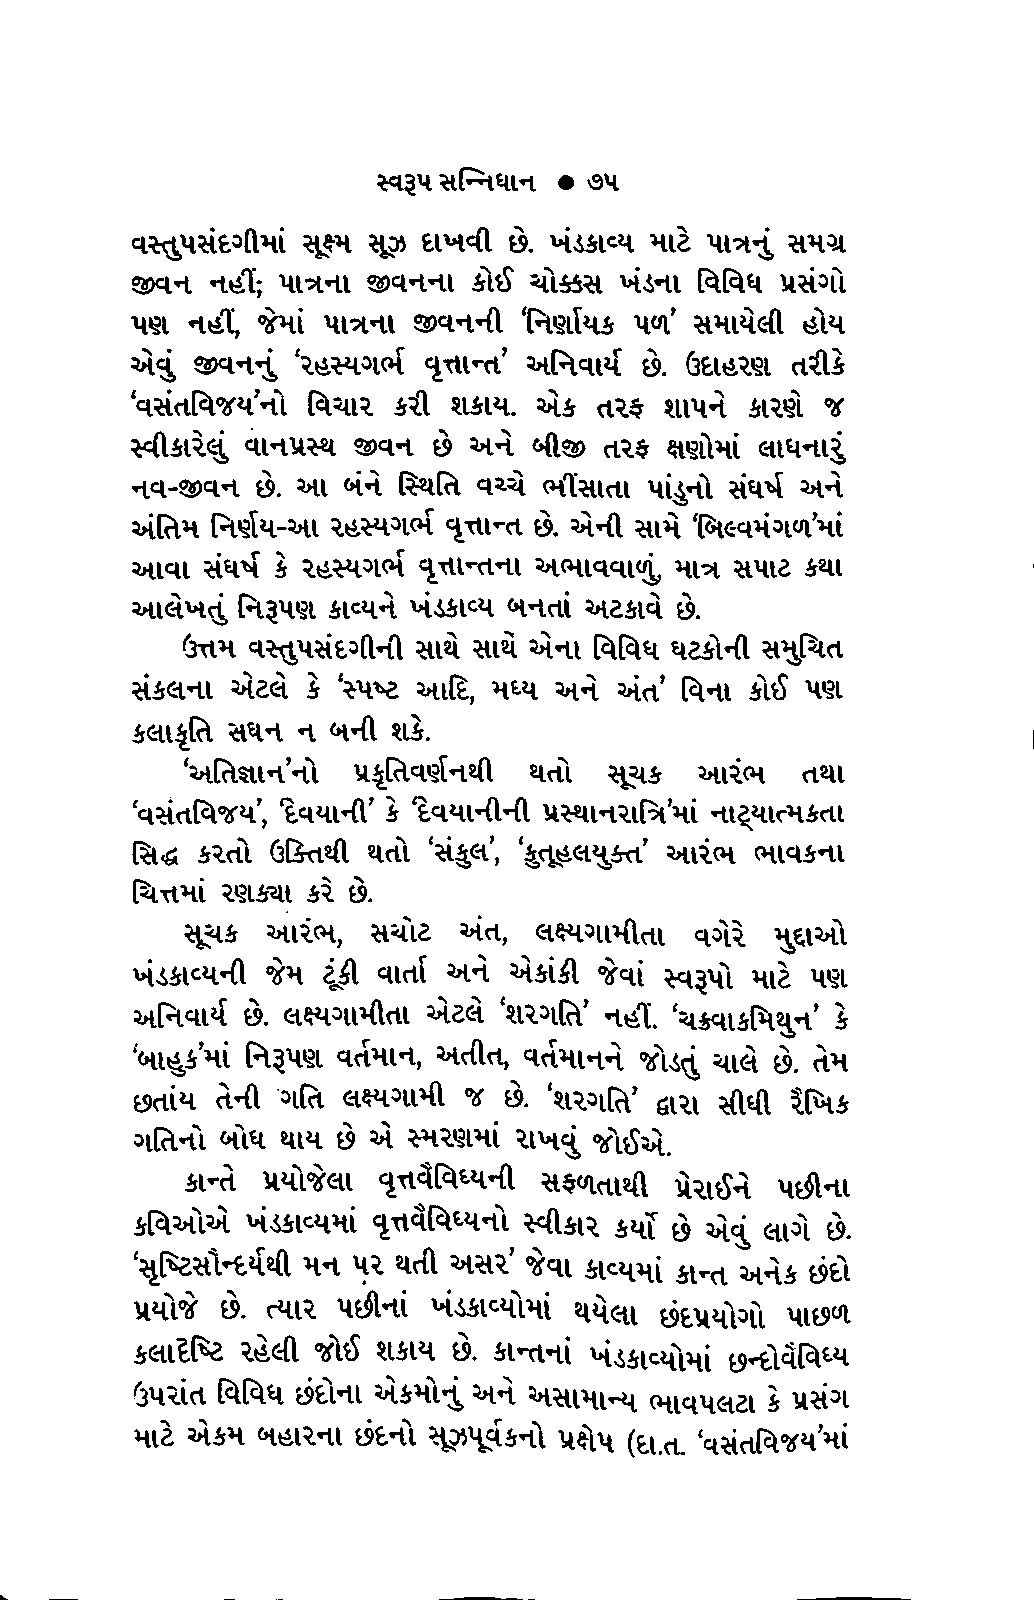 સ્વરૂપ સન્નિધાન ● ૭૫
વસ્તુપસંદગીમાં સૂક્ષ્મ સૂઝ દાખવી છે. ખંડકાવ્ય માટે પાત્રનું સમગ્ર
જીવન નહીં; પાત્રના જીવનના કોઈ ચોક્કસ ખંડના વિવિધ પ્રસંગો
પણ નહીં, જેમાં પાત્રના જીવનની ‘નિર્ણાયક પળ’ સમાયેલી હોય
એવું જીવનનું ‘રહસ્યગર્ભ વૃત્તાન્ત’ અનિવાર્ય છે. ઉદાહરણ તરીકે
‘વસંતવિજય’નો વિચાર કરી શકાય. એક તરફ શાપને કારણે જ
સ્વીકારેલું વાનપ્રસ્થ જીવન છે અને બીજી તરફ ક્ષણોમાં લાધનારું
નવ-જીવન છે. આ બંને સ્થિતિ વચ્ચે ભીંસાતા પાંડુનો સંઘર્ષ અને
અંતિમ નિર્ણય-આ રહસ્યગર્ભ વૃત્તાન્ત છે. એની સામે ‘બિલ્વમંગળ’માં
આવા સંઘર્ષ કે રહસ્યગર્ભ વૃત્તાન્તના અભાવવાળું, માત્ર સપાટ કથા
આલેખતું નિરૂપણ કાવ્યને ખંડકાવ્ય બનતાં અટકાવે છે.
ઉત્તમ વસ્તુપસંદગીની સાથે સાથે એના વિવિધ ઘટકોની સમુચિત
સંકલના એટલે કે ‘સ્પષ્ટ આદિ, મધ્ય અને અંત’ વિના કોઈ પણ
કલાકૃતિ સઘન ન બની શકે.
‘અતિજ્ઞાન’નો પ્રકૃતિવર્ણનથી થતો સૂચક આરંભ તથા
‘વસંતવિજય’, ‘દેવયાની’ કે ‘દેવયાનીની પ્રસ્થાનરાત્રિ’માં નાટ્યાત્મકતા
સિદ્ધ કરતો ઉક્તિથી થતો ‘સંકુલ’, ‘કુતૂહલયુક્ત’ આરંભ ભાવકના
ચિત્તમાં રણક્યા કરે છે.
સૂચક આરંભ, સચોટ અંત, લક્ષ્યગામીતા વગેરે મુદ્દાઓ
ખંડકાવ્યની જેમ ટૂંકી વાર્તા અને એકાંકી જેવાં સ્વરૂપો માટે પણ
અનિવાર્ય છે. લક્ષ્યગામીતા એટલે ‘શરગતિ’ નહીં. ‘ચક્રવાકમિથુન’ કે
‘બાહુક’માં નિરૂપણ વર્તમાન, અતીત, વર્તમાનને જોડતું ચાલે છે. તેમ
છતાંય તેની ગતિ લક્ષ્યગામી જ છે. ‘શરગતિ’ દ્વારા સીધી રૈખિક
ગતિનો બોધ થાય છે એ સ્મરણમાં રાખવું જોઈએ.
કાન્તે પ્રયોજેલા વૃત્તવૈવિધ્યની સફળતાથી પ્રેરાઈને પછીના
કવિઓએ ખંડકાવ્યમાં વૃત્તવૈવિધ્યનો સ્વીકાર કર્યો છે એવું લાગે છે.
‘સૃષ્ટિસૌન્દર્યથી મન પર થતી અસર’ જેવા કાવ્યમાં કાન્ત અનેક છંદો
પ્રયોજે છે. ત્યાર પછીનાં ખંડકાવ્યોમાં થયેલા છંદપ્રયોગો પાછળ
કલાદૃષ્ટિ રહેલી જોઈ શકાય છે. કાન્તનાં ખંડકાવ્યોમાં છન્દોવૈવિધ્ય
ઉપરાંત વિવિધ છંદોના એકમોનું અને અસામાન્ય ભાવપલટા કે પ્રસંગ
માટે એકમ બહારના છંદનો સૂઝપૂર્વકનો પ્રક્ષેપ (દા.ત. ‘વસંતવિજય’માં